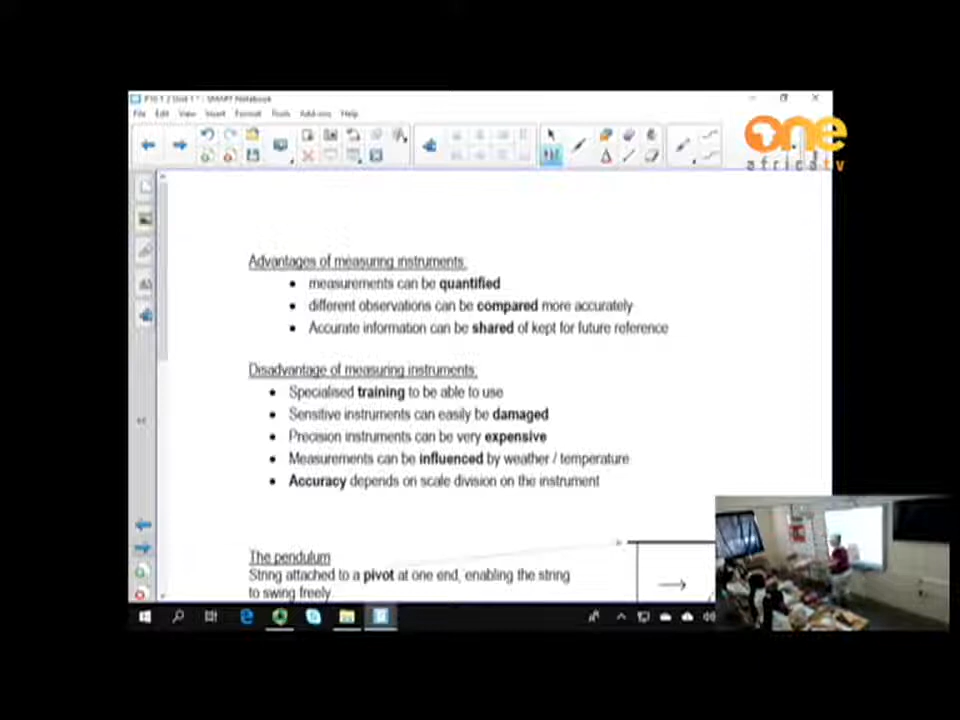 SMART Notebook
File Edit View Insert Format Tools Add-ons Help
one
africa tv
Advantages of measuring instruments
• measurements can be quantified
• different observations can be compared more accurately
• Accurate information can be shared of kept for future reference
Disadvantage of measuring instruments
• Specialised training to be able to use
• Sensitive instruments can easily be damaged
• Precision instruments can be very expensive
• Measurements can be influenced by weather / temperature
• Accuracy depends on scale division on the instrument
The pendulum
String attached to a pivot at one end, enabling the string
to swing freely